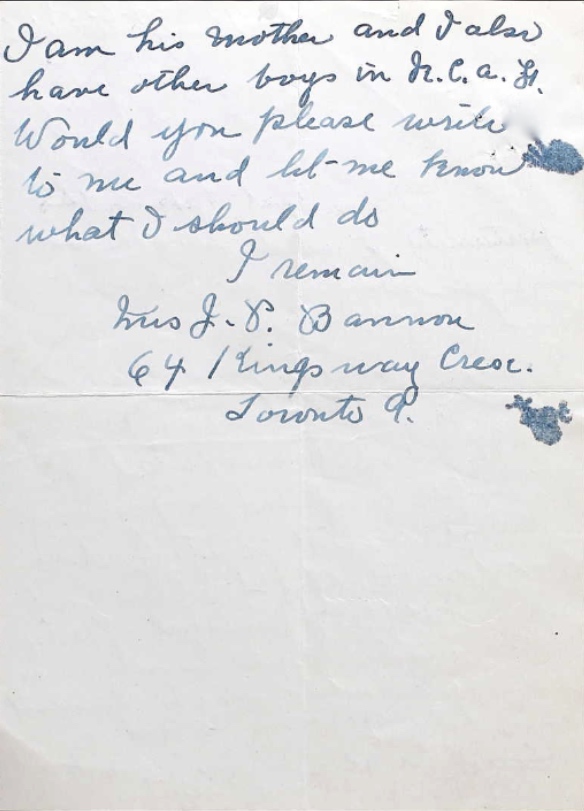 I am his mother and I also
have other boys in R.C.A.F.
Would you please write
to me and let me know
what I should do
I remain
Mrs J. P. Bannon
64 Kingsway Cresc.
Toronto 9.